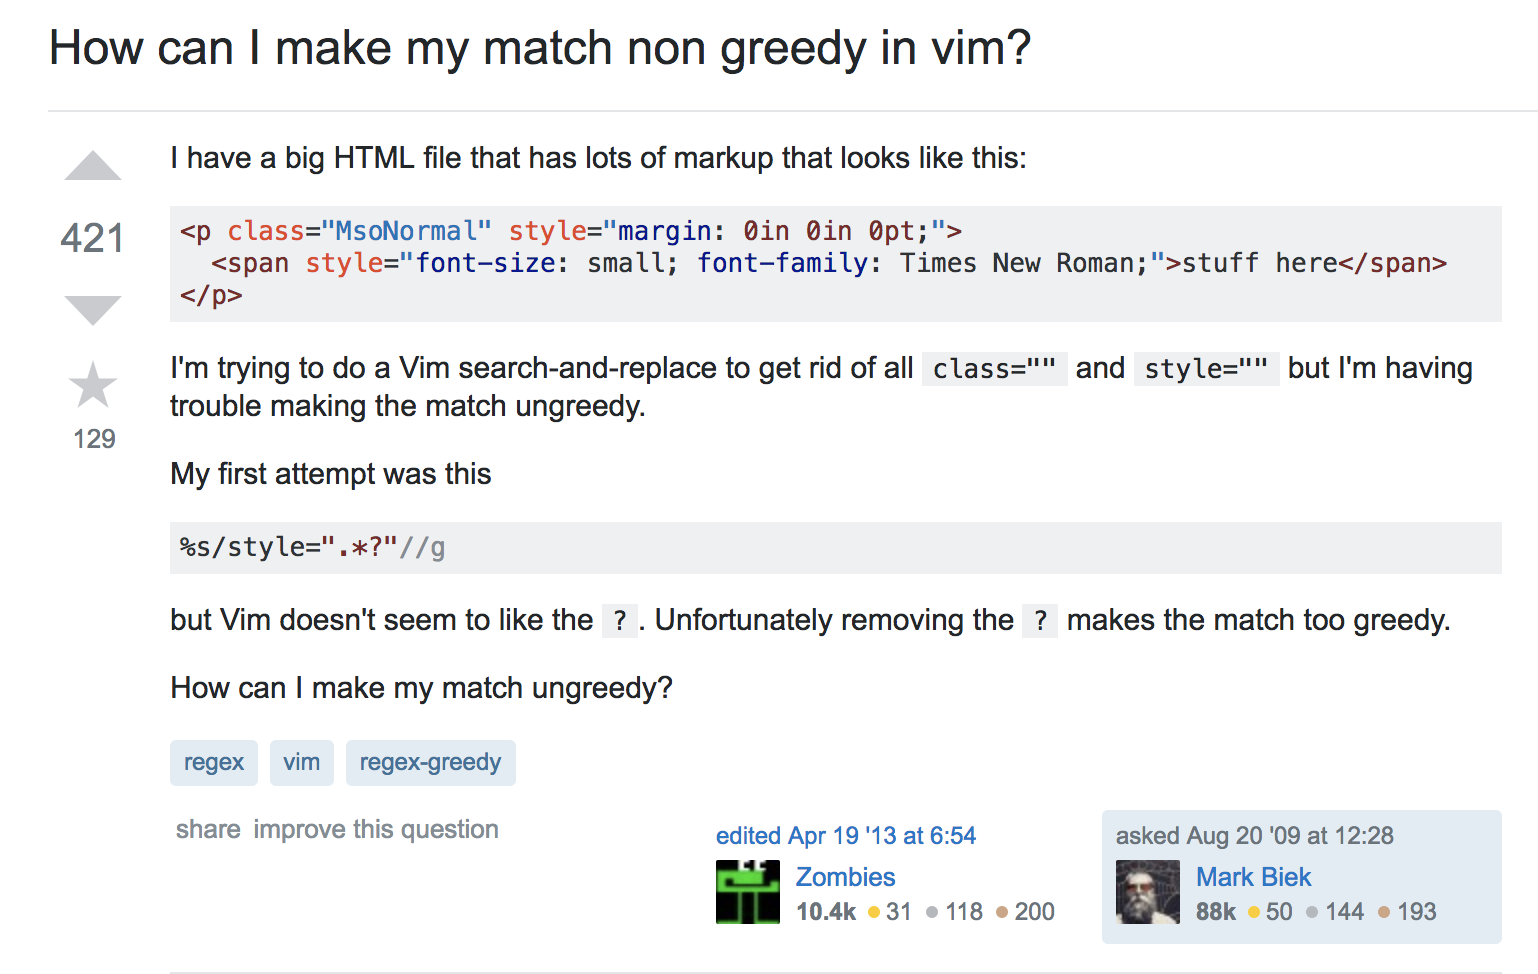 How can I make my match non greedy in vim?
I have a big HTML file that has lots of markup that looks like this:
421
<p class="MsoNormal" style="margin: 0in 0in 0pt;">
  <span style="font-size: small; font-family: Times New Roman;">stuff here</span>
</p>
I'm trying to do a Vim search-and-replace to get rid of all class="" and style="" but I'm having
trouble making the match ungreedy.
129
My first attempt was this
%s/style=".*?"//g
but Vim doesn't seem to like the ?. Unfortunately removing the ? makes the match too greedy.
How can I make my match ungreedy?
regex vim regex-greedy
share improve this question
edited Apr 19 '13 at 6:54
Zombies
10.4k 31 118 200
asked Aug 20 '09 at 12:28
Mark Biek
88k 50 144 193